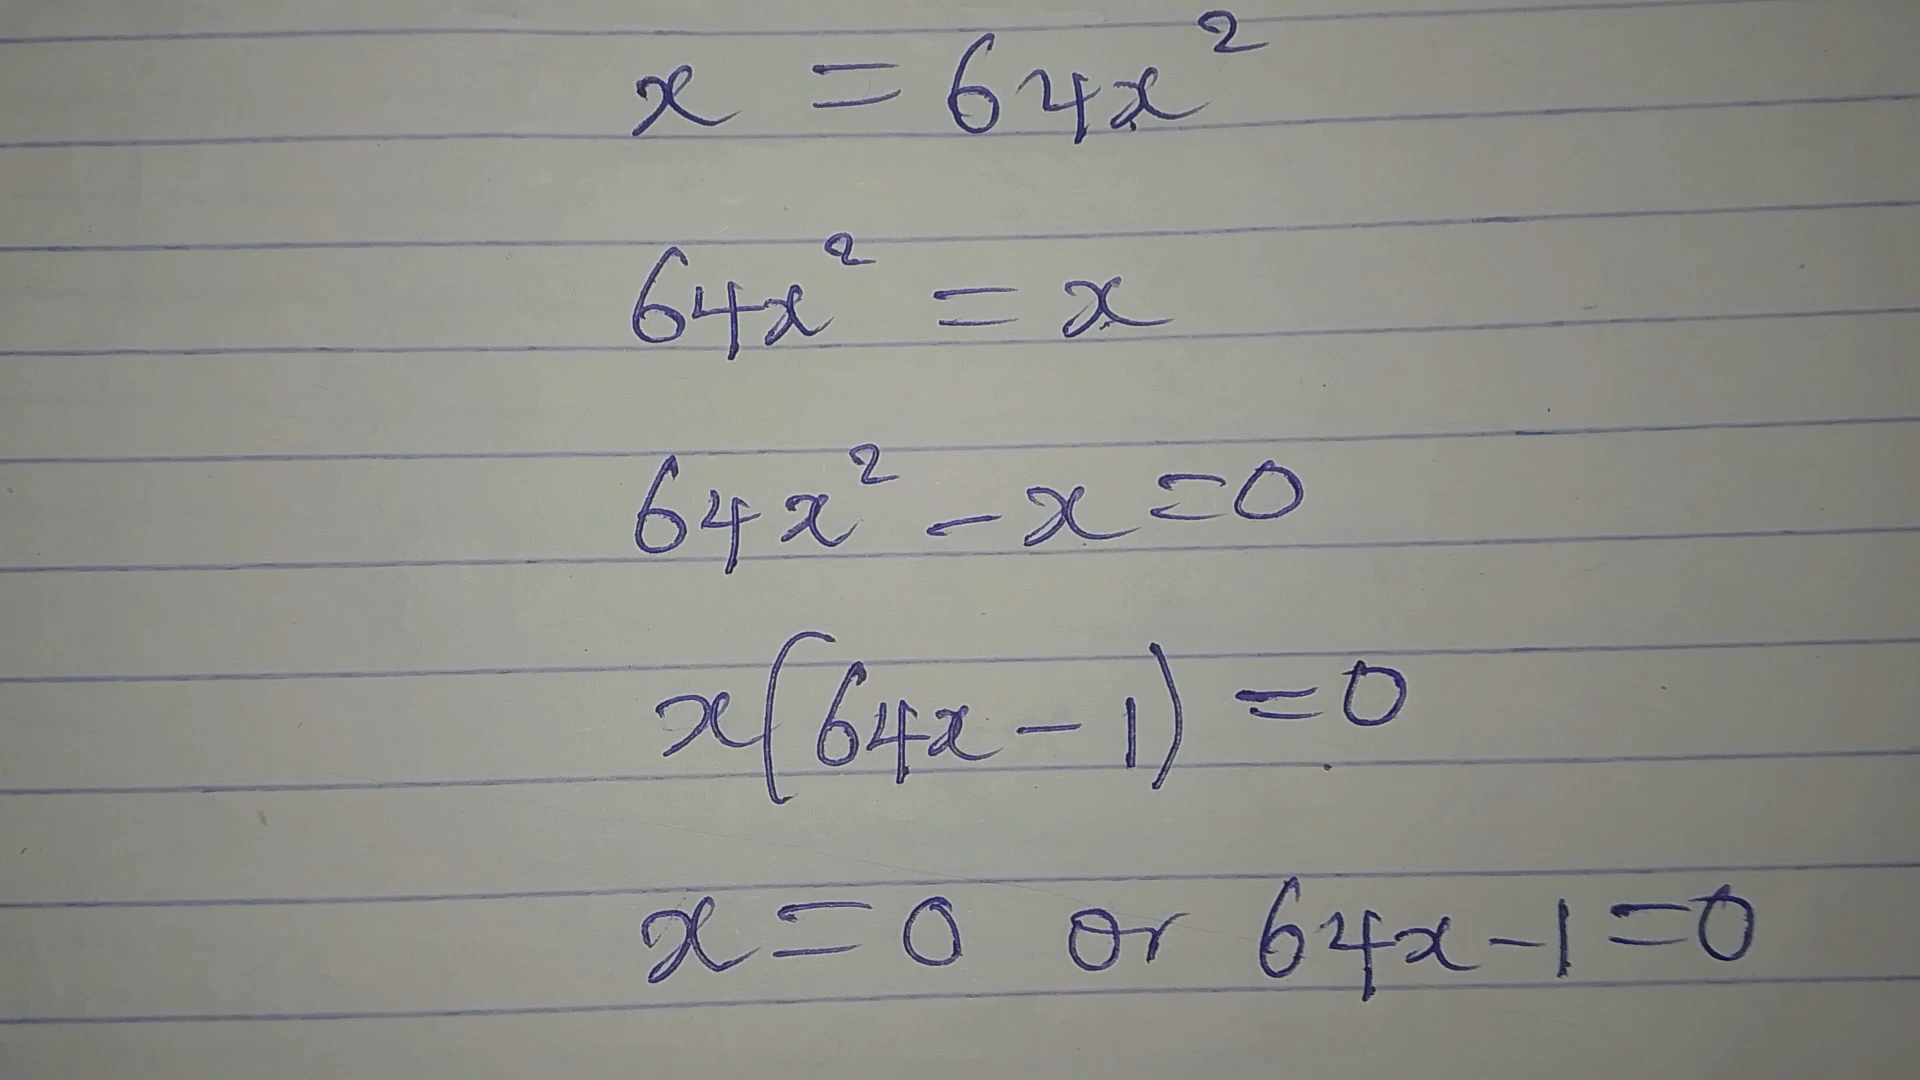 x = 64x²
64x² = x
64x² - x = 0
x(64x - 1) = 0
x = 0 or 64x - 1 = 0